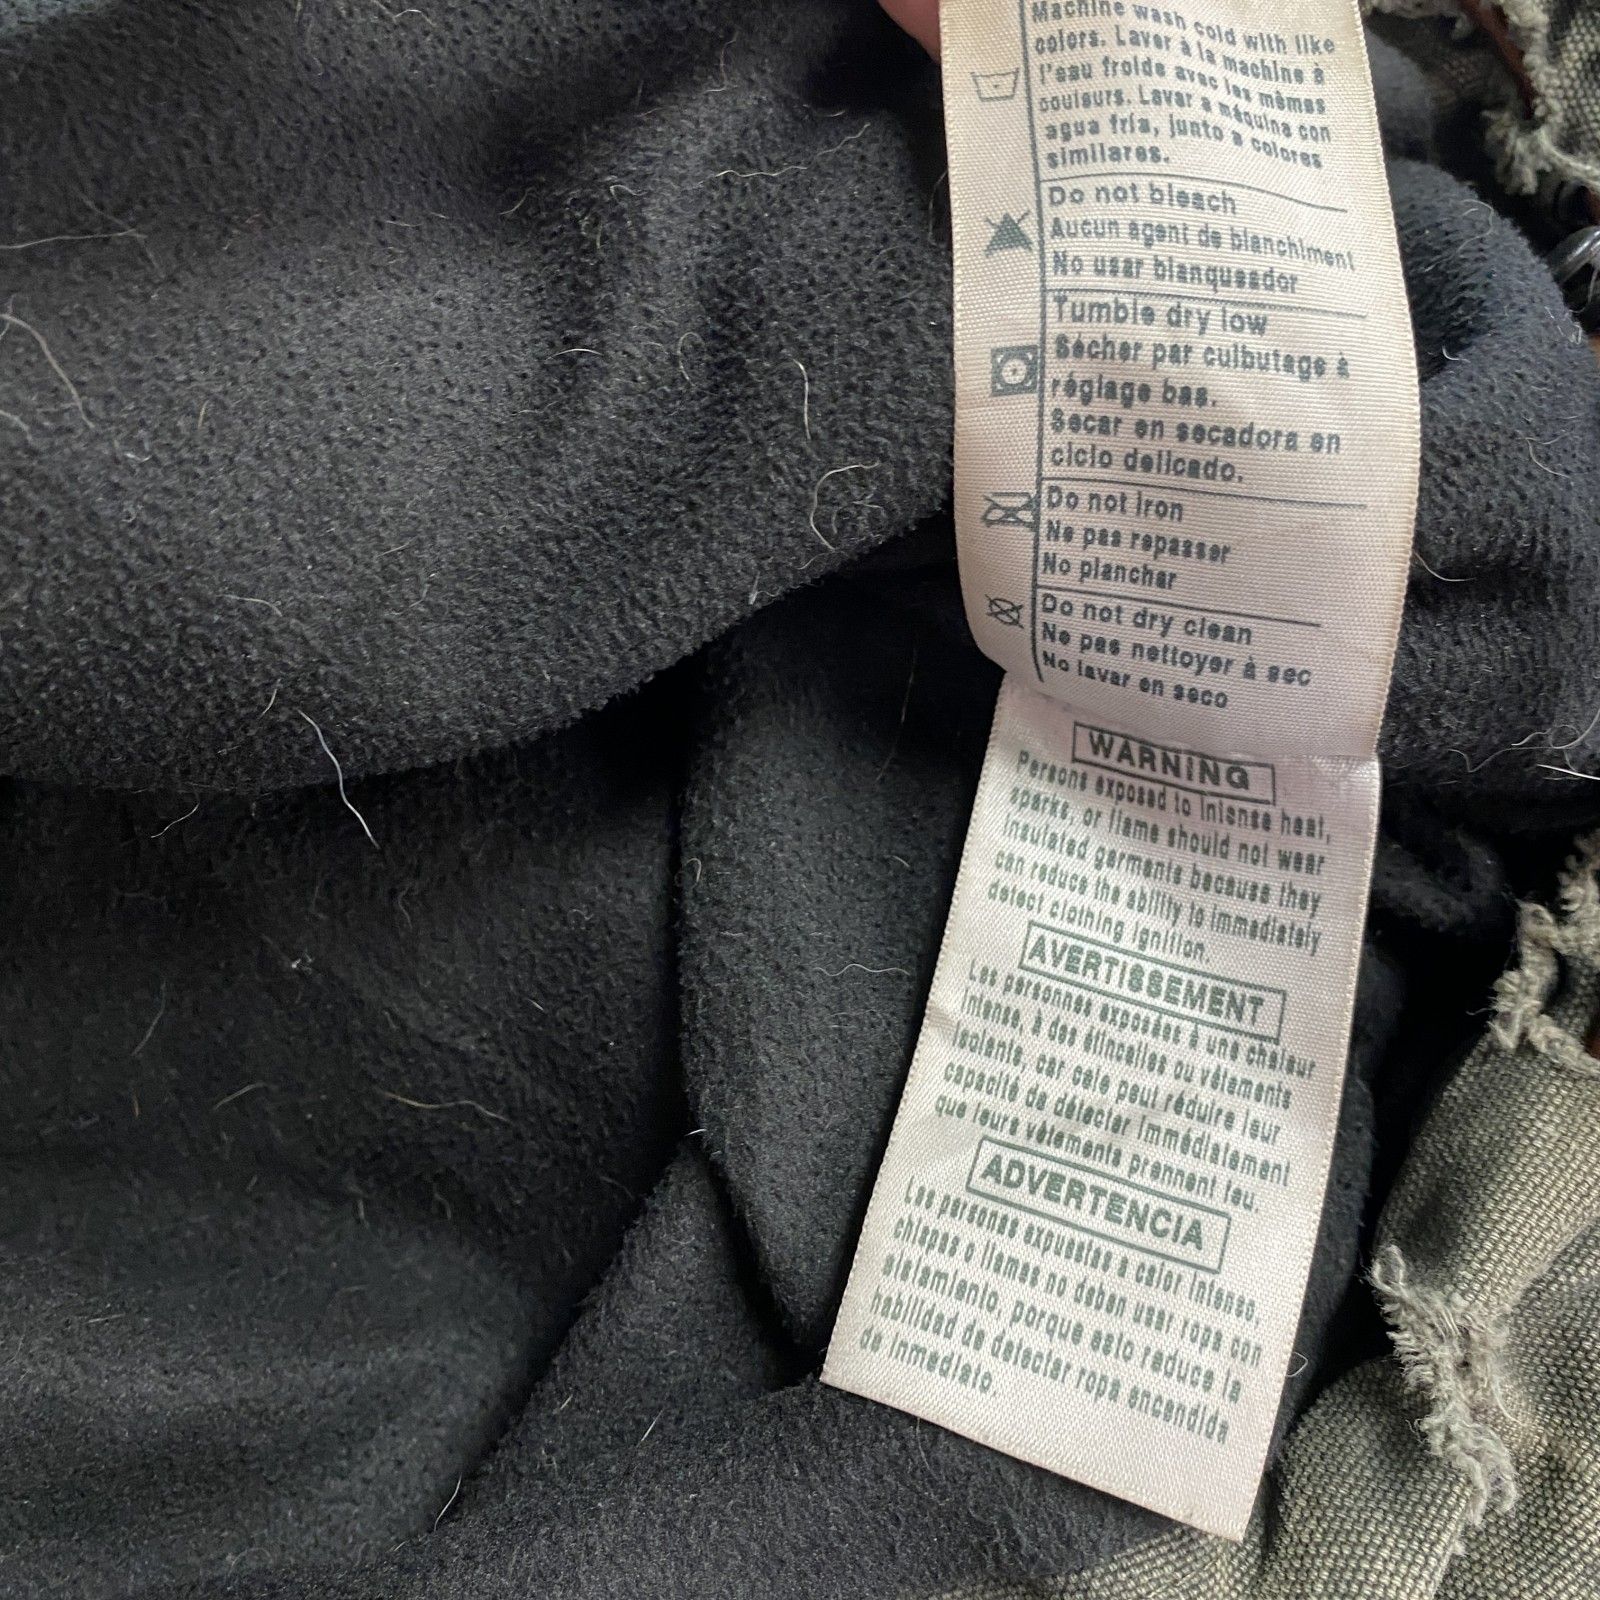 Machine wash cold with like
colors. Laver à la machine à
l'eau froide avec les mêmes
couleurs. Lavar a máquina con
agua fría, junto a colores
similares.
Do not bleach
Aucun agent de blanchiment
No usar blanqueador
Tumble dry low
Sécher par culbutage à
réglage bas.
Secar en secadora en
ciclo delicado.
Do not iron
Ne pas repasser
No planchar
Do not dry clean
Ne pas nettoyer à sec
No lavar en seco
WARNING
Persons exposed to intense heat,
sparks, or flame should not wear
insulated garments because they
can reduce the ability to immediately
detect clothing ignition.
AVERTISSEMENT
Les personnes exposées à une chaleur
intense, à des étincelles ou vêtements
isolants, car cela peut réduire leur
capacité de détecter immédiatement
que leurs vêtements prennent feu.
ADVERTENCIA
Las personas expuestas a calor intenso,
chispas o llamas no deben usar ropa con
aislamiento, porque esto reduce la
habilidad de detectar ropa encendida
de inmediato.